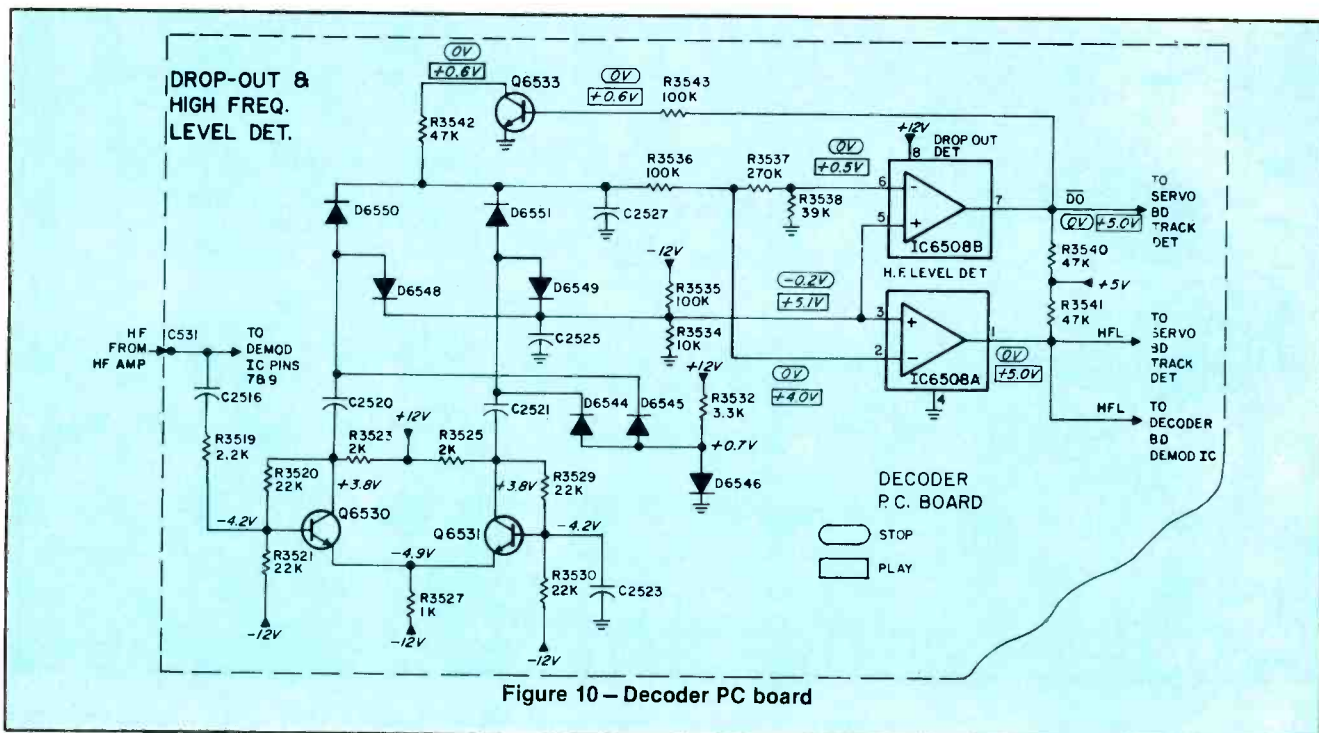 DROP-OUT &
HIGH FREQ.
LEVEL DET.
0V
+0.6V
Q6533
0V
+0.6V
R3543
100K
R3542
47K
R3536
100K
R3537
270K
0V
+0.5V
+12V
8
DROP OUT
DET
6
-
5
+
7
IC6508B
R3538
39K
D6550
D6551
C2527
DO
0V
+5.0V
TO
SERVO
BD
TRACK
DET
R3540
47K
+5V
R3541
47K
H.F. LEVEL DET
-12V
R3535
100K
-0.2V
+5.1V
D6548
D6549
C2525
R3534
10K
3
+
2
-
1
IC6508A
4
0V
+5.0V
0V
+4.0V
HFL
TO
SERVO
BD
TRACK
DET
HFL
TO
DECODER
BD
DEMOD IC
HF
FROM
HF AMP
C531
TO
DEMOD
IC PINS
7&9
C2516
C2520
C2521
D6544
D6545
+12V
R3532
3.3K
+0.7V
D6546
R3519
2.2K
R3520
22K
R3523
2K
+12V
R3525
2K
+3.8V
+3.8V
R3529
22K
-4.2V
Q6530
Q6531
-4.2V
R3521
22K
-4.9V
R3527
1K
R3530
22K
C2523
-12V
-12V
-12V
DECODER
P.C. BOARD
STOP
PLAY
Figure 10 – Decoder PC board